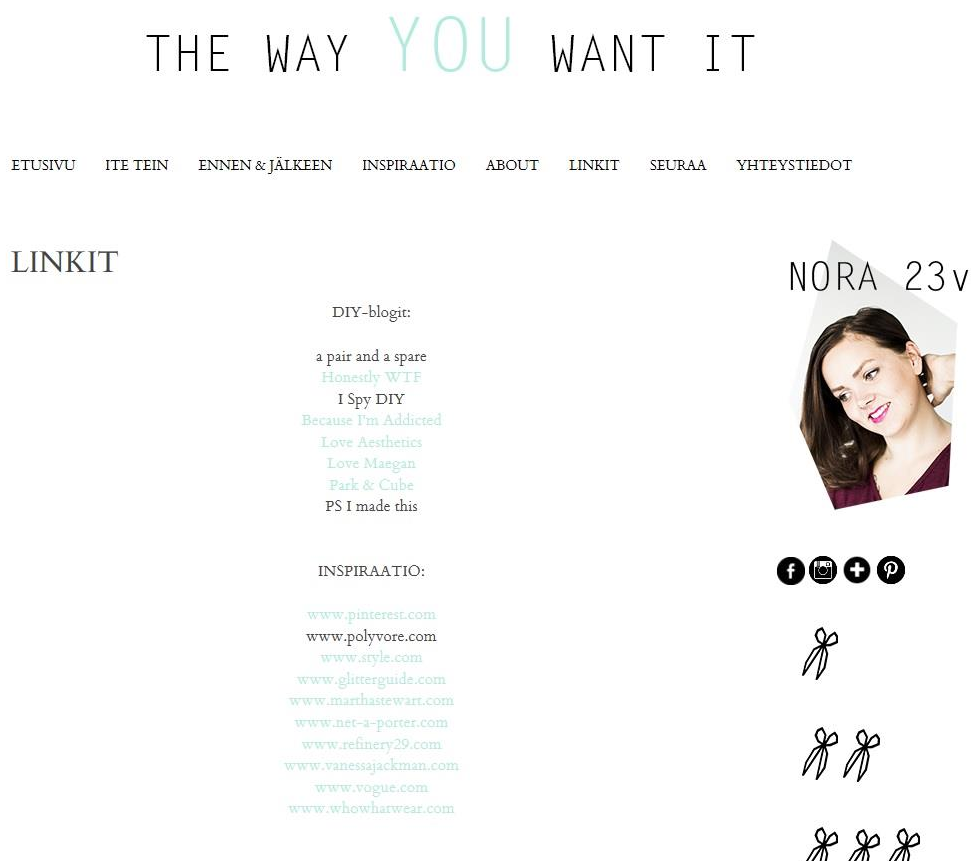 THE WAY YOU WANT IT
ETUSIVU ITE TEIN ENNEN & JÄLKEEN INSPIRAATIO ABOUT LINKIT SEURAA YHTEYSTIEDOT
LINKIT
DIY-blogit:
a pair and a spare
Honestly WTF
I Spy DIY
Because I'm Addicted
Love Aesthetics
Love Maegan
Park & Cube
PS I made this
INSPIRAATIO:
www.pinterest.com
www.polyvore.com
www.style.com
www.glitterguide.com
www.marthastewart.com
www.net-a-porter.com
www.refinery29.com
www.vanessajackman.com
www.vogue.com
www.whowhatwear.com
NORA 23v